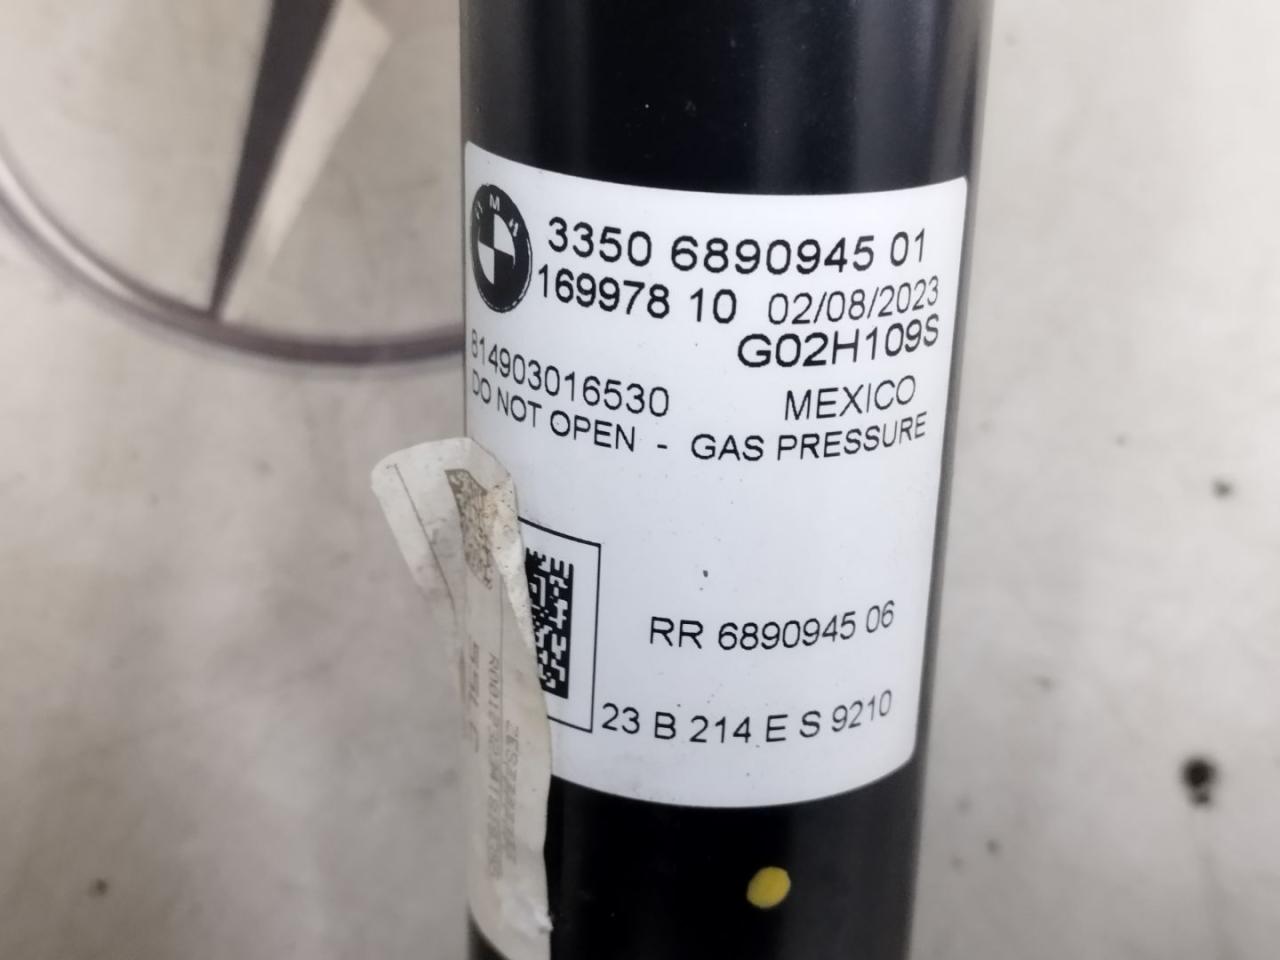 BMW
3350 6890945 01
169978 10 02/08/2023
G02H109S
814903016530 MEXICO
DO NOT OPEN - GAS PRESSURE
RR 6890945 06
23 B 214 E S 9210